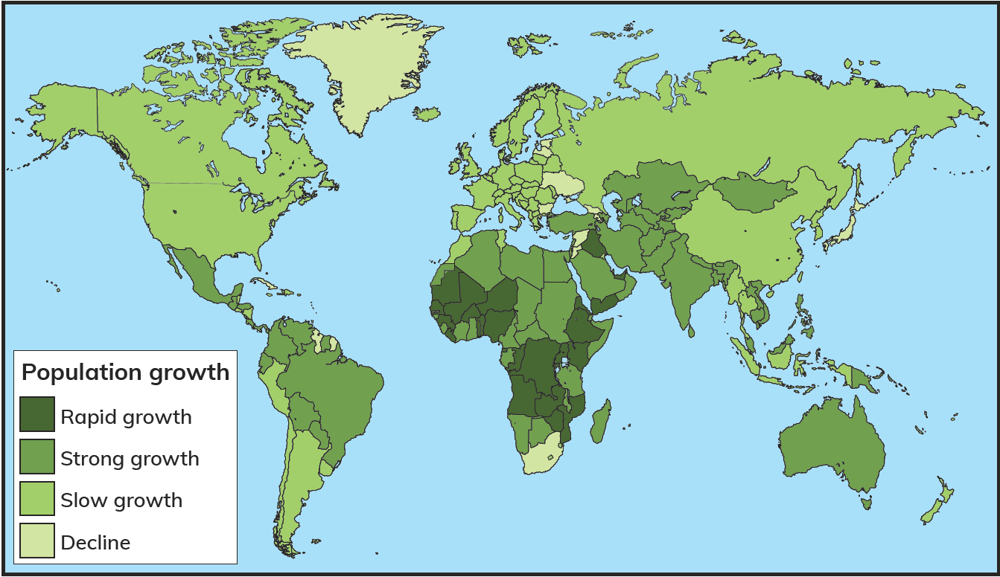 Population growth
Rapid growth
Strong growth
Slow growth
Decline